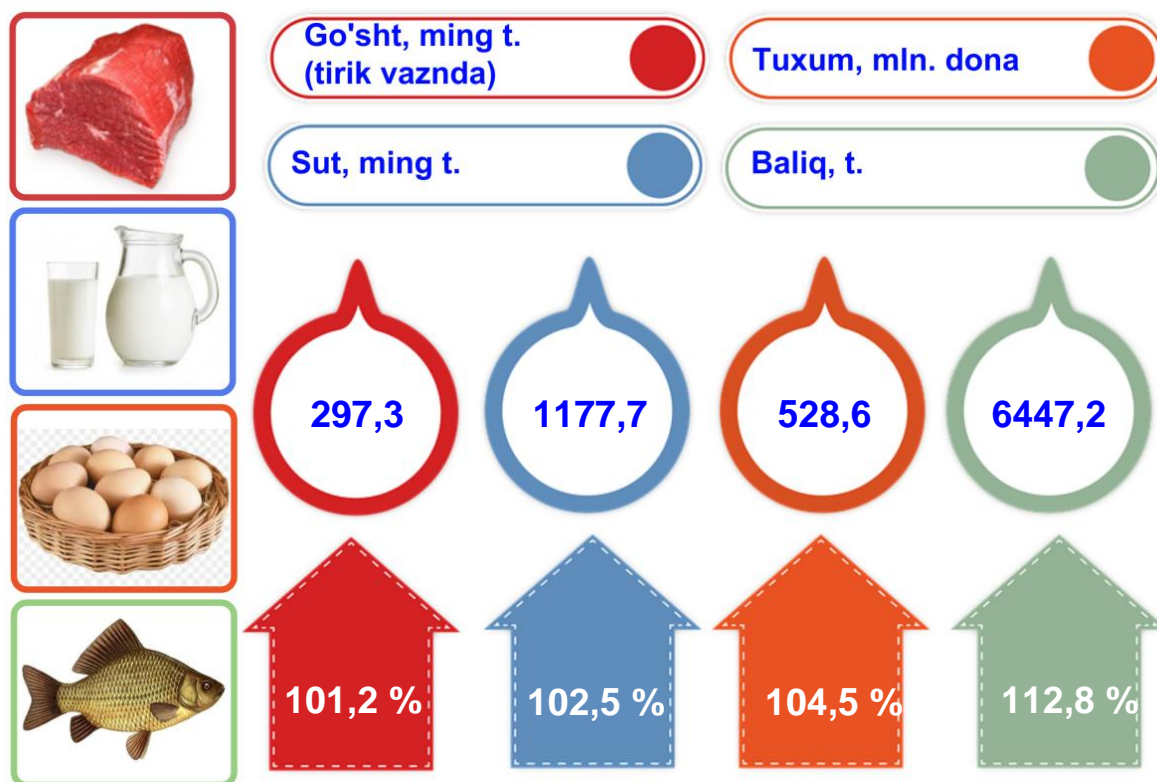 Go'sht, ming t.
(tirik vaznda)
Tuxum, mln. dona
Sut, ming t.
Baliq, t.
297,3
1177,7
528,6
6447,2
101,2 %
102,5 %
104,5 %
112,8 %